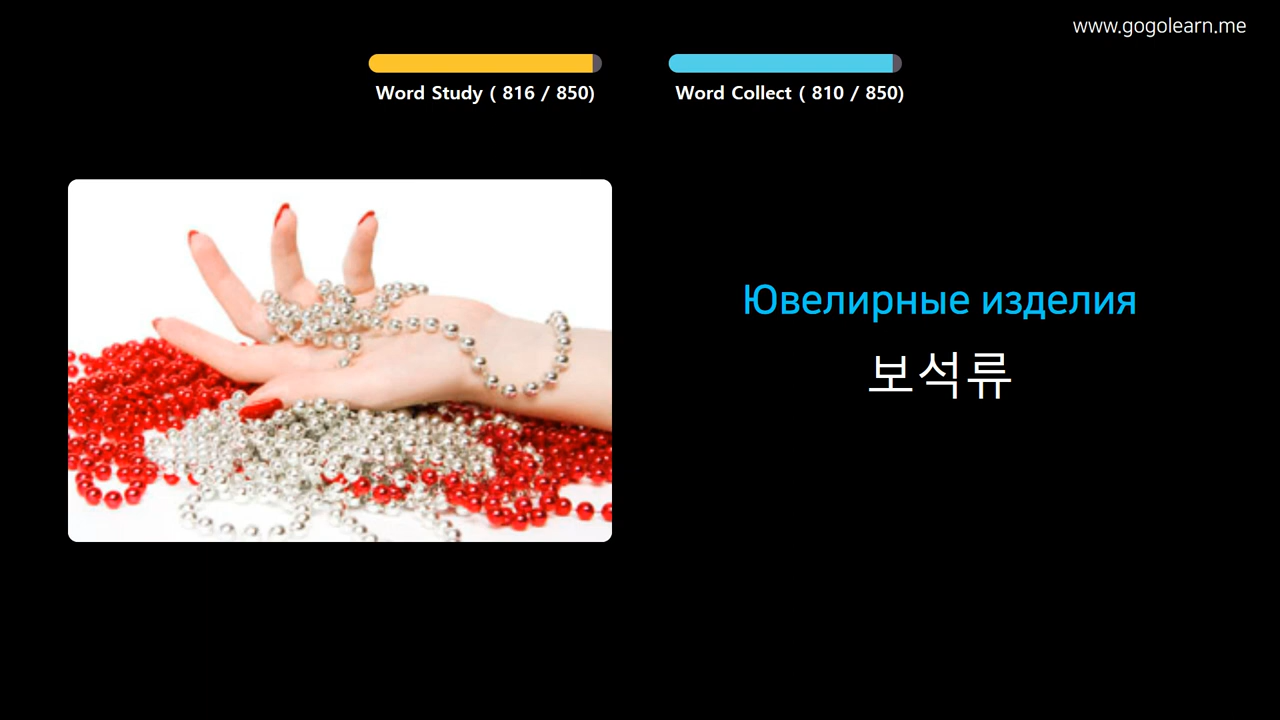 www.gogolearn.me
Word Study ( 816 / 850)
Word Collect ( 810 / 850)
Ювелирные изделия
보석류